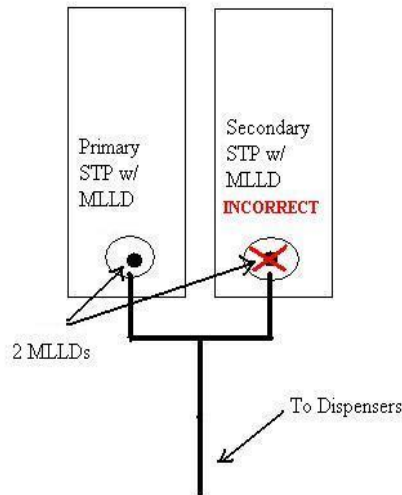 Primary
STP w/
MLLD
Secondary
STP w/
MLLD
INCORRECT
2 MLLDs
To Dispensers